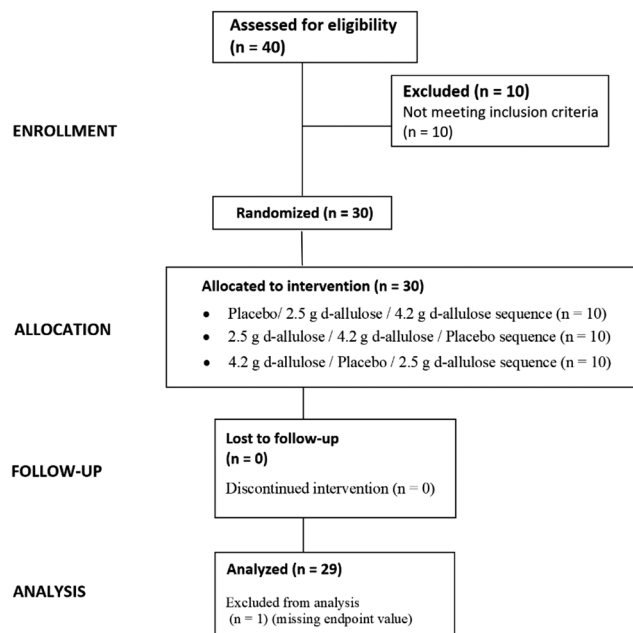 Assessed for eligibility
(n = 40)
Excluded (n = 10)
Not meeting inclusion criteria
(n = 10)
ENROLLMENT
Randomized (n = 30)
Allocated to intervention (n = 30)
• Placebo/ 2.5 g d-allulose / 4.2 g d-allulose sequence (n = 10)
ALLOCATION
• 2.5 g d-allulose / 4.2 g d-allulose / Placebo sequence (n = 10)
• 4.2 g d-allulose / Placebo / 2.5 g d-allulose sequence (n = 10)
Lost to follow-up
(n = 0)
FOLLOW-UP
Discontinued intervention (n = 0)
Analyzed (n = 29)
ANALYSIS
Excluded from analysis
(n = 1) (missing endpoint value)